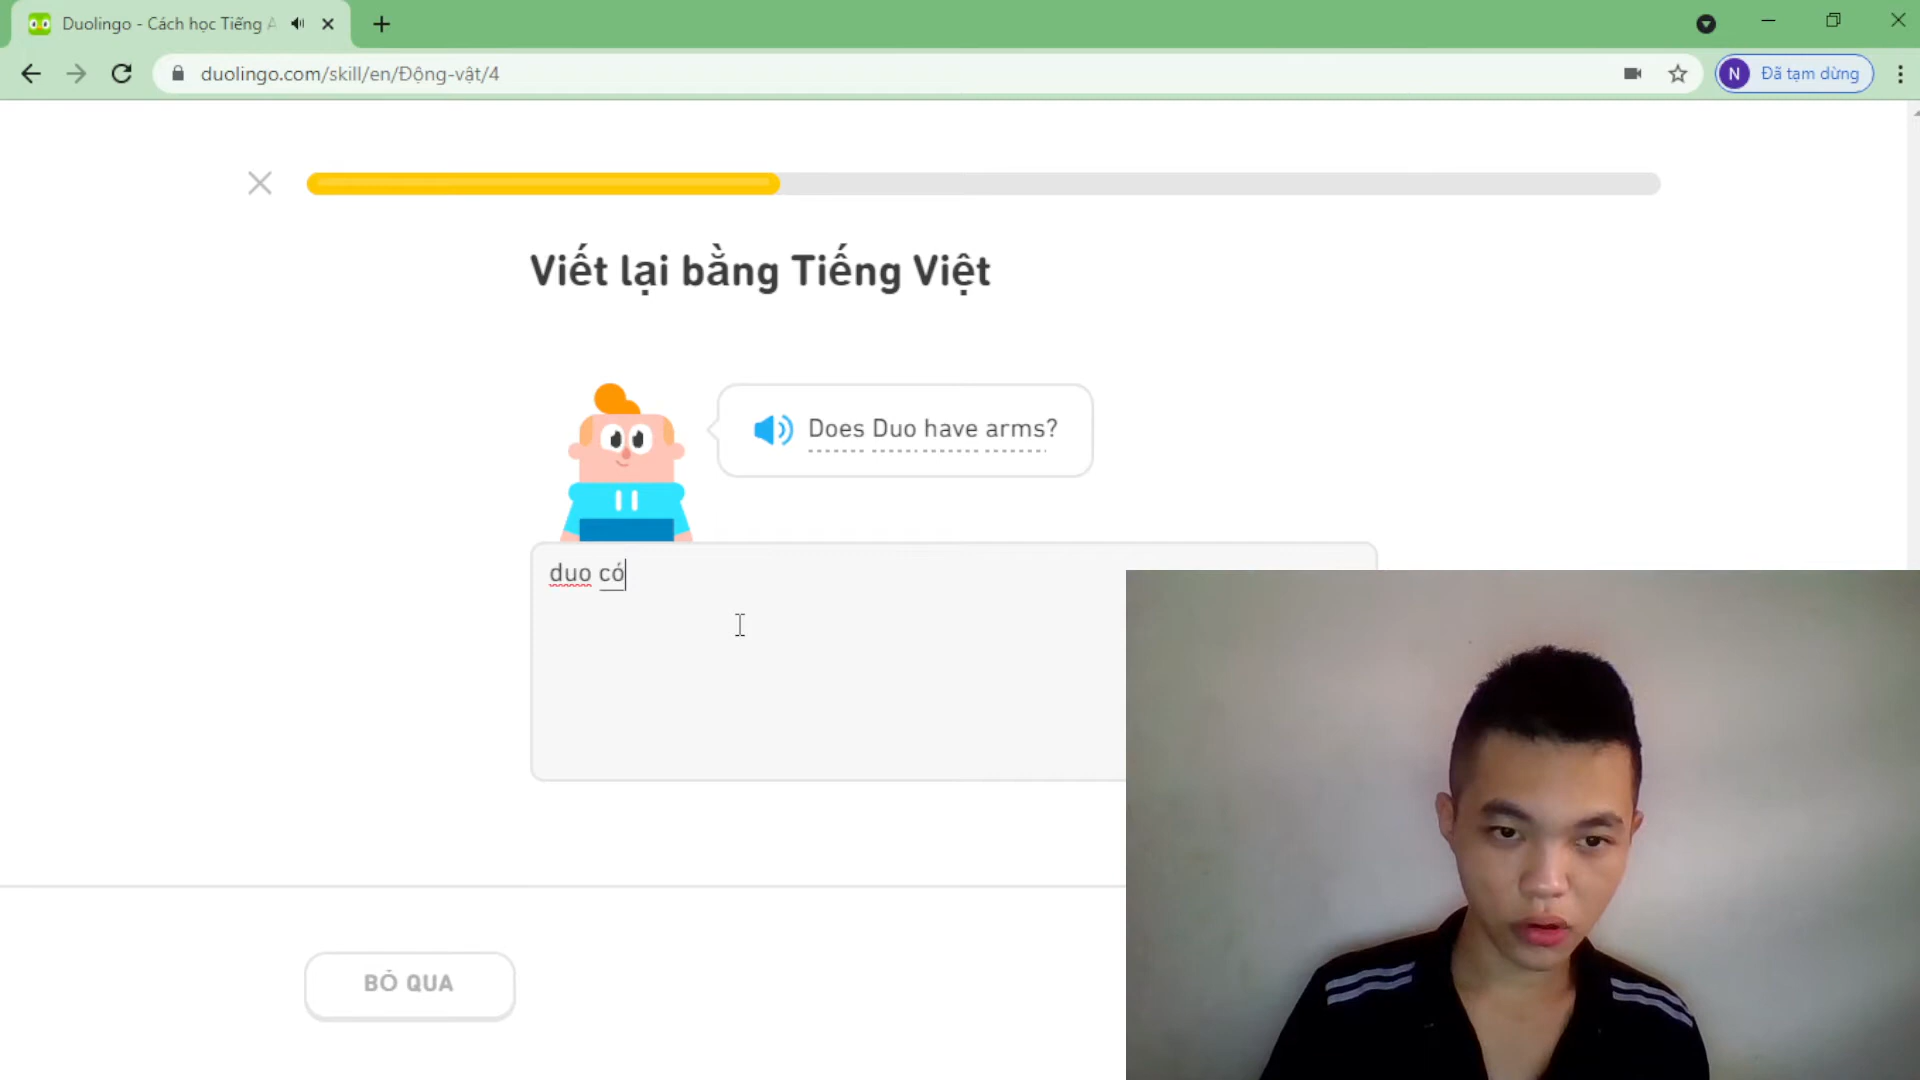 Duolingo - Cách học Tiếng A
duolingo.com/skill/en/Động-vật/4
N Đã tạm dừng
Viết lại bằng Tiếng Việt
Does Duo have arms?
duo có
BỎ QUA